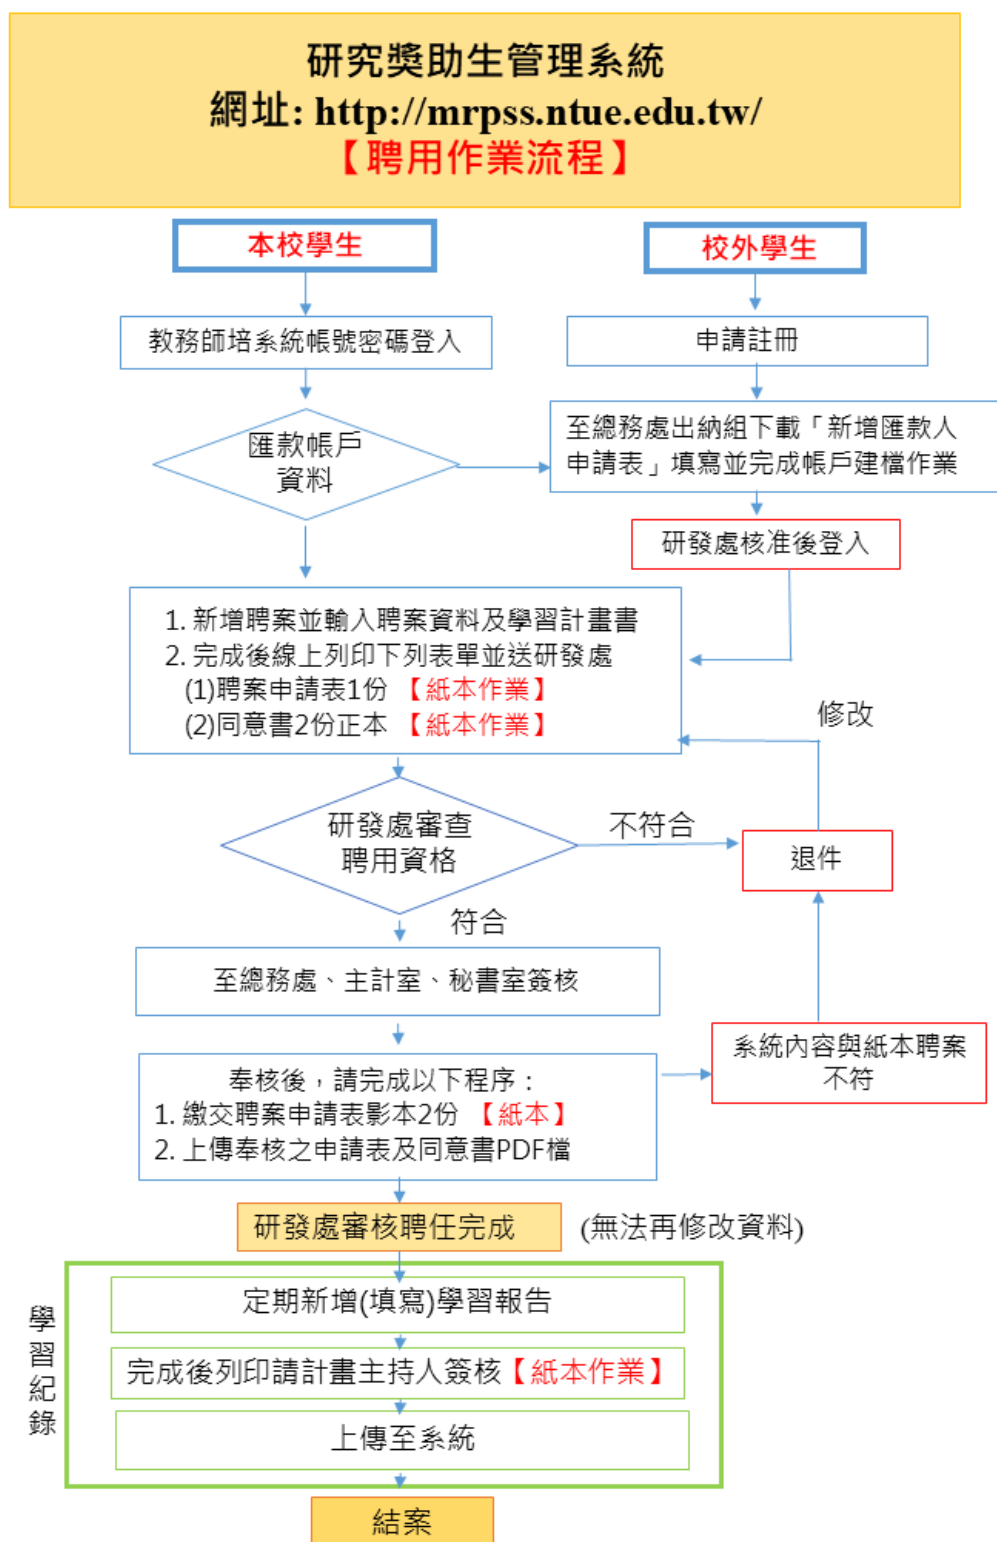 研究獎助生管理系統
網址: http://mrpss.ntue.edu.tw/
【聘用作業流程】
本校學生
校外學生
教務師培系統帳號密碼登入
申請註冊
匯款帳戶
資料
至總務處出納組下載「新增匯款人
申請表」填寫並完成帳戶建檔作業
研發處核准後登入
1. 新增聘案並輸入聘案資料及學習計畫書
2. 完成後線上列印下列表單並送研發處
(1)聘案申請表1份 【紙本作業】
(2)同意書2份正本 【紙本作業】
修改
研發處審查
聘用資格
不符合
退件
符合
至總務處、主計室、秘書室簽核
系統內容與紙本聘案
不符
奉核後，請完成以下程序：
1. 繳交聘案申請表影本2份 【紙本】
2. 上傳奉核之申請表及同意書PDF檔
研發處審核聘任完成
(無法再修改資料)
學習紀錄
定期新增(填寫)學習報告
完成後列印請計畫主持人簽核【紙本作業】
上傳至系統
結案